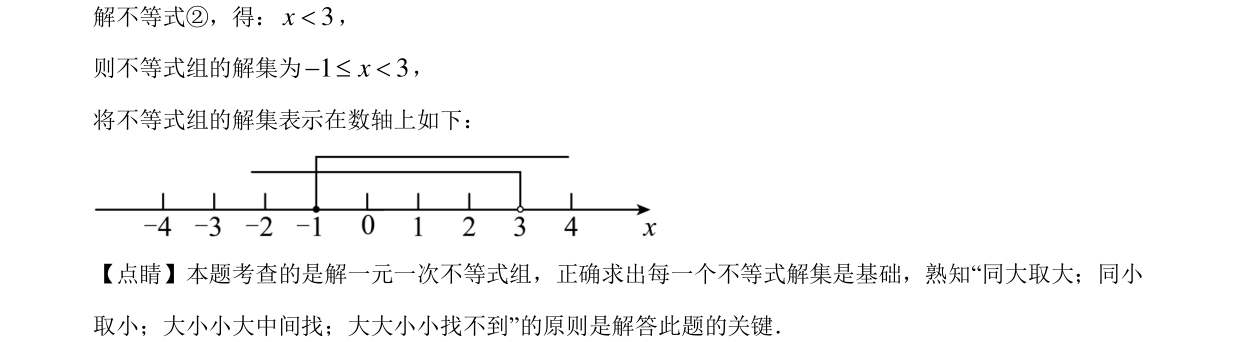 解不等式②，得：x<3，
则不等式组的解集为−1≤x<3，
将不等式组的解集表示在数轴上如下：
−4 −3 −2 −1 0 1 2 3 4 x
【点睛】本题考查的是解一元一次不等式组，正确求出每一个不等式解集是基础，熟知“同大取大；同小
取小；大小小大中间找；大大小小找不到”的原则是解答此题的关键．